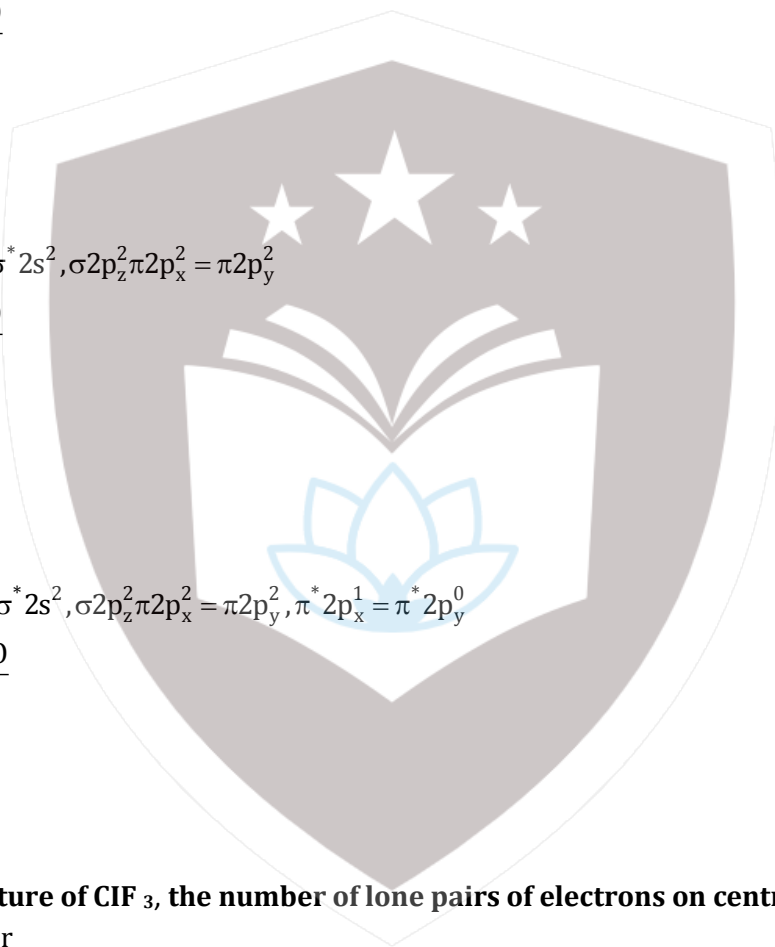 *2s²,σ2p_z²π2p_x² = π2p_y²
σ*2s²,σ2p_z²π2p_x² = π2p_y²,π*2p_x¹ = π*2p_y⁰
0
ture of CIF ₃, the number of lone pairs of electrons on centr
r